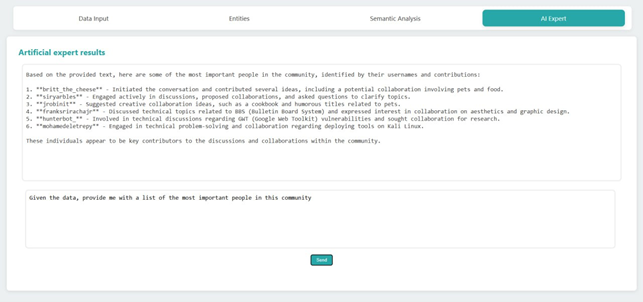 Data Input
Entities
Semantic Analysis
AI Expert
Artificial expert results
Based on the provided text, here are some of the most important people in the community, identified by their usernames and contributions:
1. **britt_the_cheese** - Initiated the conversation and contributed several ideas, including a potential collaboration involving pets and food.
2. **siryarbles** - Engaged actively in discussions, proposed collaborations, and asked questions to clarify topics.
3. **jrobinit** - Suggested creative collaboration ideas, such as a cookbook and humorous titles related to pets.
4. **franksrirachajr** - Discussed technical topics related to BBS (Bulletin Board System) and expressed interest in collaboration on aesthetics and graphic design.
5. **hunterbot_** - Involved in technical discussions regarding GWT (Google Web Toolkit) vulnerabilities and sought collaboration for research.
6. **mohamedeletrepy** - Engaged in technical problem-solving and collaboration regarding deploying tools on Kali Linux.
These individuals appear to be key contributors to the discussions and collaborations within the community.
Given the data, provide me with a list of the most important people in this community
Send